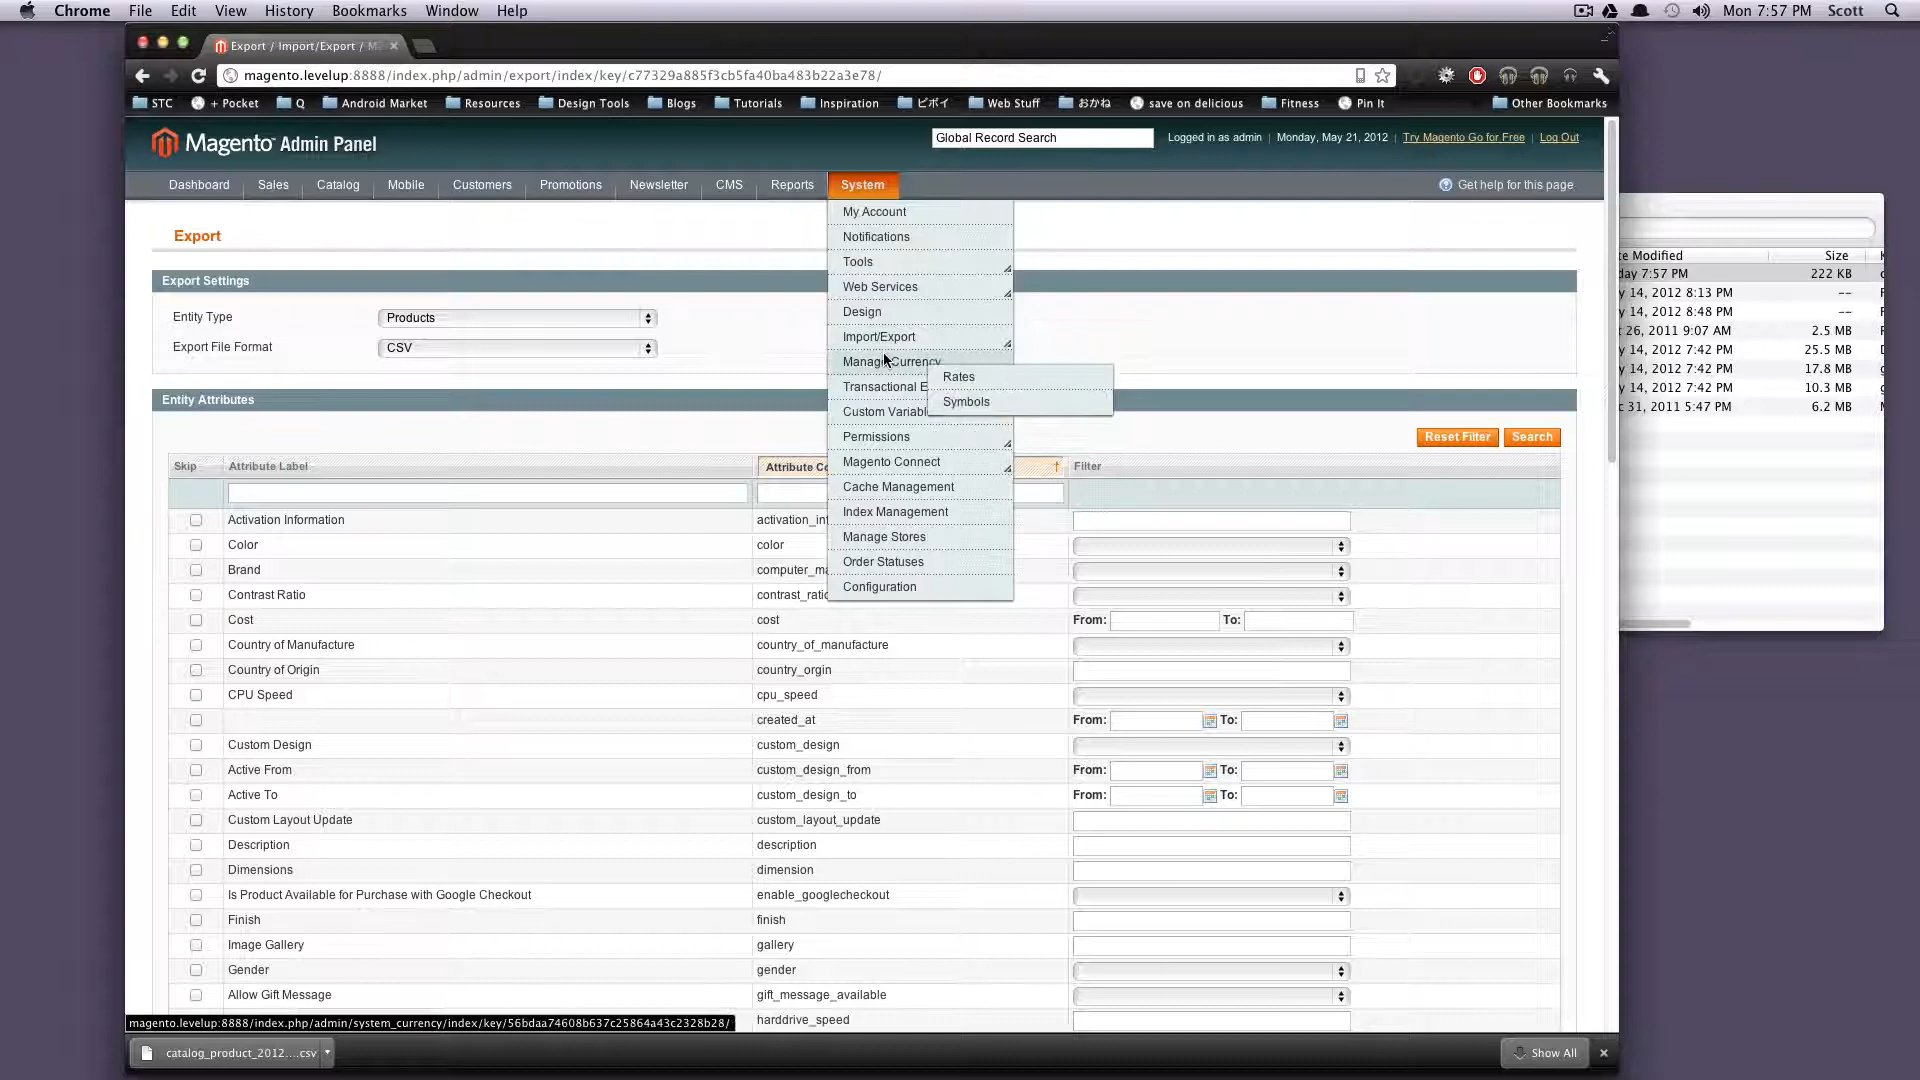 Chrome File Edit View History Bookmarks Window Help Mon 7:57 PM Scott
Export / Import/Export / M
magento.levelup:8888/index.php/admin/export/index/key/c77329a885f3cb5fa40ba483b22a3e78/
STC + Pocket Q Android Market Resources Design Tools Blogs Tutorials Inspiration ビボイ Web Stuff おかね save on delicious Fitness Pin It Other Bookmarks
Magento Admin Panel Global Record Search Logged in as admin | Monday, May 21, 2012 | Try Magento Go for Free | Log Out
Dashboard Sales Catalog Mobile Customers Promotions Newsletter CMS Reports System Get help for this page
My Account
Notifications
Tools
Web Services
Design
Import/Export
Manage Currency
Rates
Symbols
Transactional E
Custom Variabl
Permissions
Magento Connect
Cache Management
Index Management
Manage Stores
Order Statuses
Configuration
Export
Export Settings
Entity Type Products
Export File Format CSV
Entity Attributes
Reset Filter Search
Skip Attribute Label Attribute Co Filter
Activation Information activation_inf
Color color
Brand computer_ma
Contrast Ratio contrast_ratio
Cost cost From: To:
Country of Manufacture country_of_manufacture
Country of Origin country_orgin
CPU Speed cpu_speed
created_at From: To:
Custom Design custom_design
Active From custom_design_from From: To:
Active To custom_design_to From: To:
Custom Layout Update custom_layout_update
Description description
Dimensions dimension
Is Product Available for Purchase with Google Checkout enable_googlecheckout
Finish finish
Image Gallery gallery
Gender gender
Allow Gift Message gift_message_available
harddrive_speed
magento.levelup:8888/index.php/admin/system_currency/index/key/56bdaa74608b637c25864a43c2328b28/
catalog_product_2012....csv Show All
te Modified Size
day 7:57 PM 222 KB
y 14, 2012 8:13 PM --
y 14, 2012 8:48 PM --
t 26, 2011 9:07 AM 2.5 MB
y 14, 2012 7:42 PM 25.5 MB
y 14, 2012 7:42 PM 17.8 MB
y 14, 2012 7:42 PM 10.3 MB
c 31, 2011 5:47 PM 6.2 MB